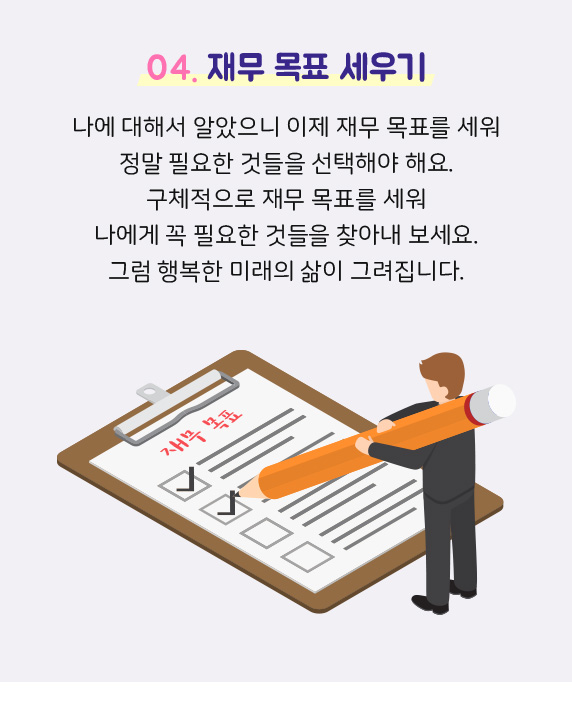 04. 재무 목표 세우기
나에 대해서 알았으니 이제 재무 목표를 세워
정말 필요한 것들을 선택해야 해요.
구체적으로 재무 목표를 세워
나에게 꼭 필요한 것들을 찾아내 보세요.
그럼 행복한 미래의 삶이 그려집니다.
재무 목표